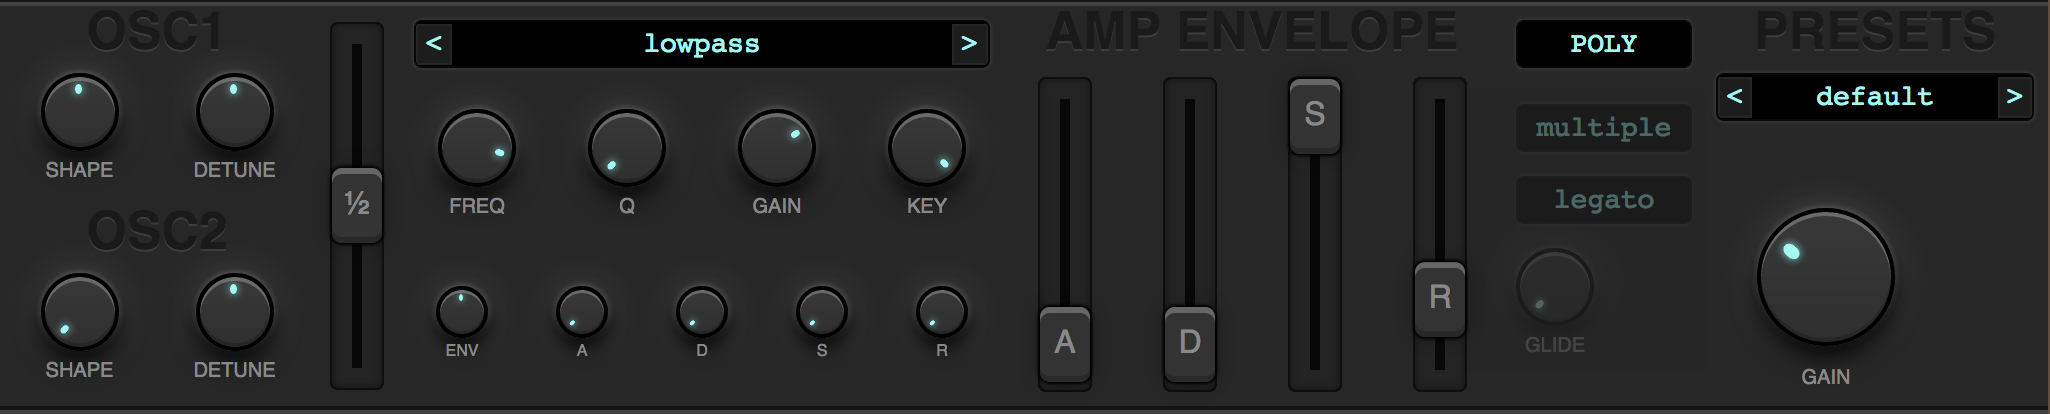 OSC1
SHAPE DETUNE
OSC2
SHAPE DETUNE
½
< lowpass >
FREQ Q GAIN KEY
ENV A D S R
AMP ENVELOPE
A D S R
POLY
multiple
legato
GLIDE
PRESETS
< default >
GAIN